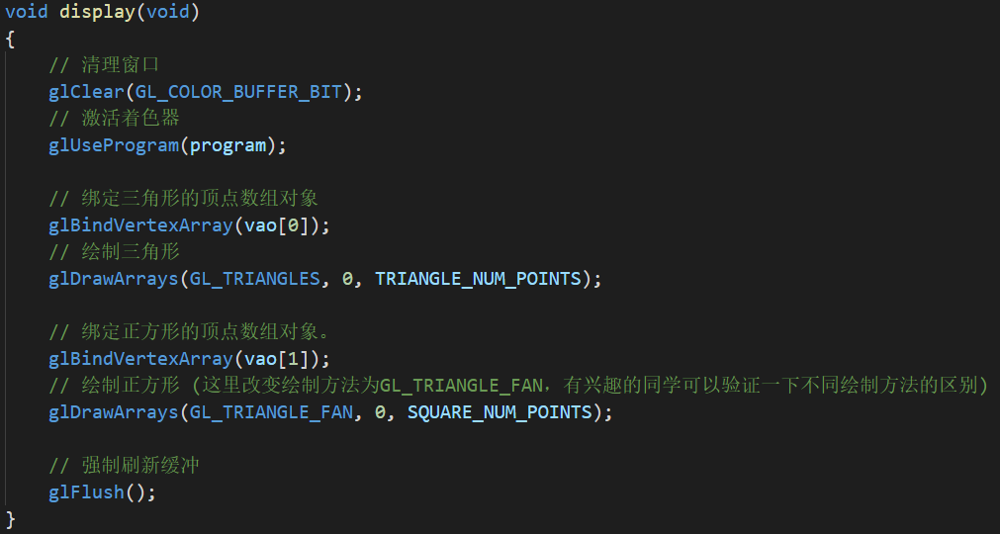 void display(void)
{
// 清理窗口
glClear(GL_COLOR_BUFFER_BIT);
// 激活着色器
glUseProgram(program);
// 绑定三角形的顶点数组对象
glBindVertexArray(vao[0]);
// 绘制三角形
glDrawArrays(GL_TRIANGLES, 0, TRIANGLE_NUM_POINTS);
// 绑定正方形的顶点数组对象。
glBindVertexArray(vao[1]);
// 绘制正方形 (这里改变绘制方法为GL_TRIANGLE_FAN，有兴趣的同学可以验证一下不同绘制方法的区别)
glDrawArrays(GL_TRIANGLE_FAN, 0, SQUARE_NUM_POINTS);
// 强制刷新缓冲
glFlush();
}